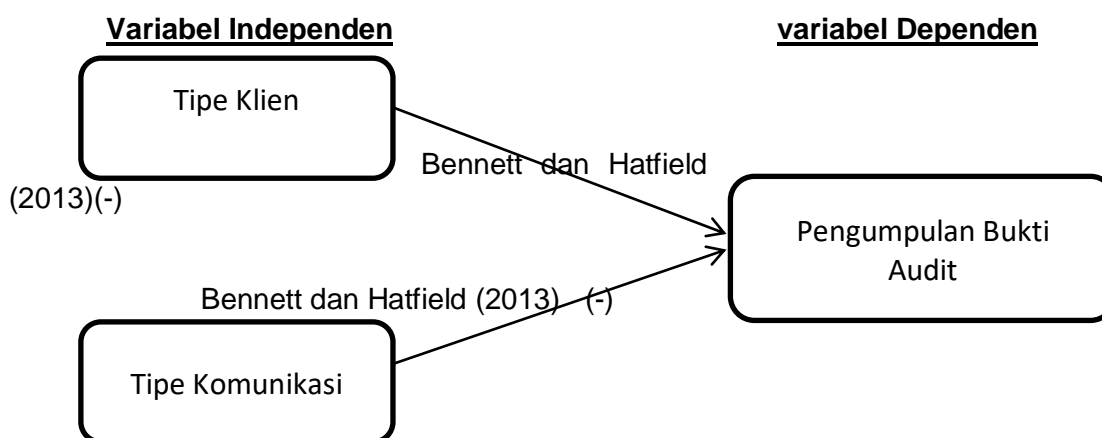 Variabel Independen
variabel Dependen
Tipe Klien
Bennett dan Hatfield
(2013)(-)
Pengumpulan Bukti
Audit
Bennett dan Hatfield (2013) (-)
Tipe Komunikasi